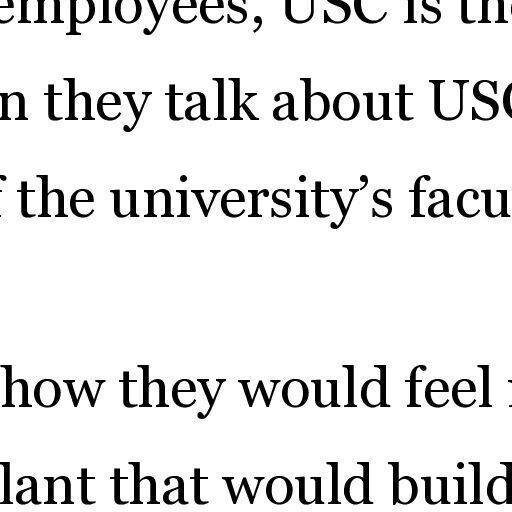 employees, USC is the
n they talk about USC
f the university’s facu
how they would feel
lant that would build